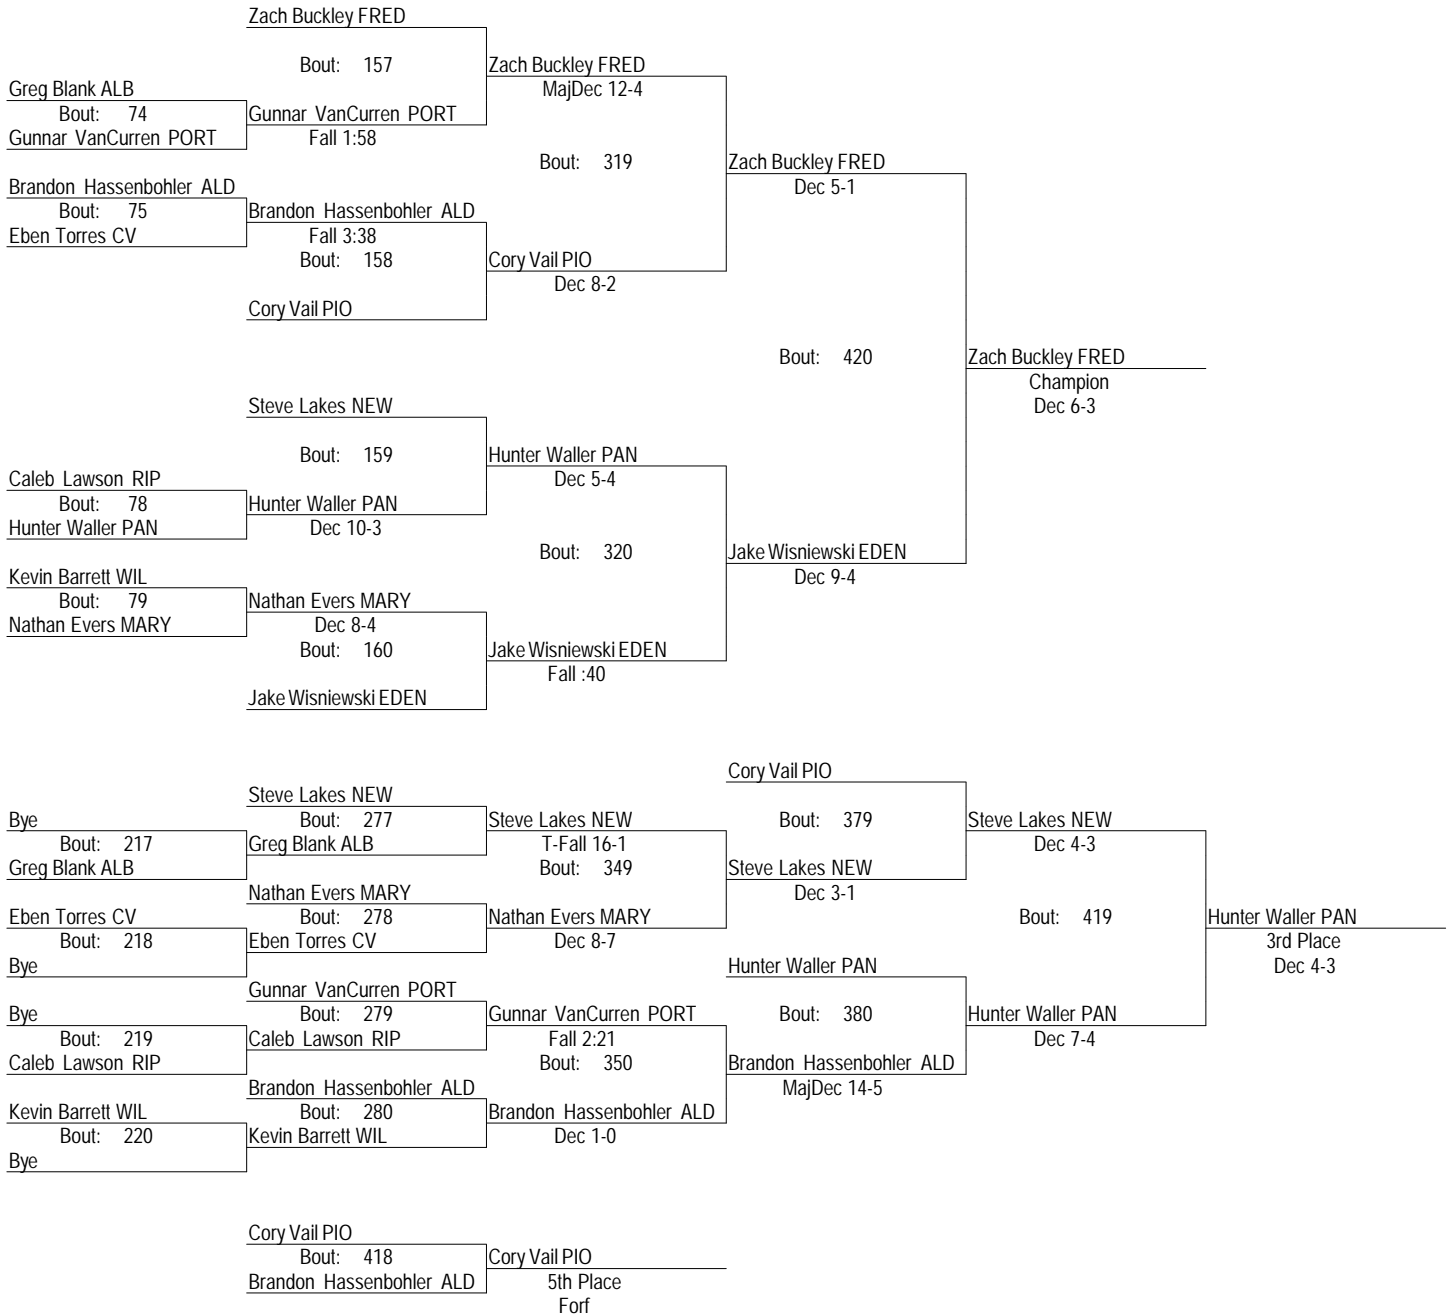 Zach Buckley FRED
Bout: 157
Zach Buckley FRED
Greg Blank ALB
MajDec 12-4
Bout: 74
Gunnar VanCurren PORT
Gunnar VanCurren PORT
Fall 1:58
Bout: 319
Zach Buckley FRED
Brandon Hassenbohler ALD
Dec 5-1
Bout: 75
Brandon Hassenbohler ALD
Eben Torres CV
Fall 3:38
Bout: 158
Cory Vail PIO
Dec 8-2
Cory Vail PIO
Bout: 420
Zach Buckley FRED
Champion
Dec 6-3
Steve Lakes NEW
Bout: 159
Hunter Waller PAN
Caleb Lawson RIP
Dec 5-4
Bout: 78
Hunter Waller PAN
Hunter Waller PAN
Dec 10-3
Bout: 320
Jake Wisniewski EDEN
Kevin Barrett WIL
Dec 9-4
Bout: 79
Nathan Evers MARY
Nathan Evers MARY
Dec 8-4
Bout: 160
Jake Wisniewski EDEN
Fall :40
Jake Wisniewski EDEN
Cory Vail PIO
Steve Lakes NEW
Bye
Bout: 277
Steve Lakes NEW
Bout: 379
Steve Lakes NEW
Bout: 217
Greg Blank ALB
T-Fall 16-1
Dec 4-3
Greg Blank ALB
Bout: 349
Steve Lakes NEW
Nathan Evers MARY
Dec 3-1
Eben Torres CV
Bout: 278
Nathan Evers MARY
Bout: 419
Hunter Waller PAN
Bout: 218
Eben Torres CV
Dec 8-7
3rd Place
Bye
Hunter Waller PAN
Dec 4-3
Gunnar VanCurren PORT
Bye
Bout: 279
Gunnar VanCurren PORT
Bout: 380
Hunter Waller PAN
Bout: 219
Caleb Lawson RIP
Fall 2:21
Dec 7-4
Caleb Lawson RIP
Bout: 350
Brandon Hassenbohler ALD
Brandon Hassenbohler ALD
MajDec 14-5
Kevin Barrett WIL
Bout: 280
Brandon Hassenbohler ALD
Bout: 220
Kevin Barrett WIL
Dec 1-0
Bye
Cory Vail PIO
Bout: 418
Cory Vail PIO
Brandon Hassenbohler ALD
5th Place
Forf